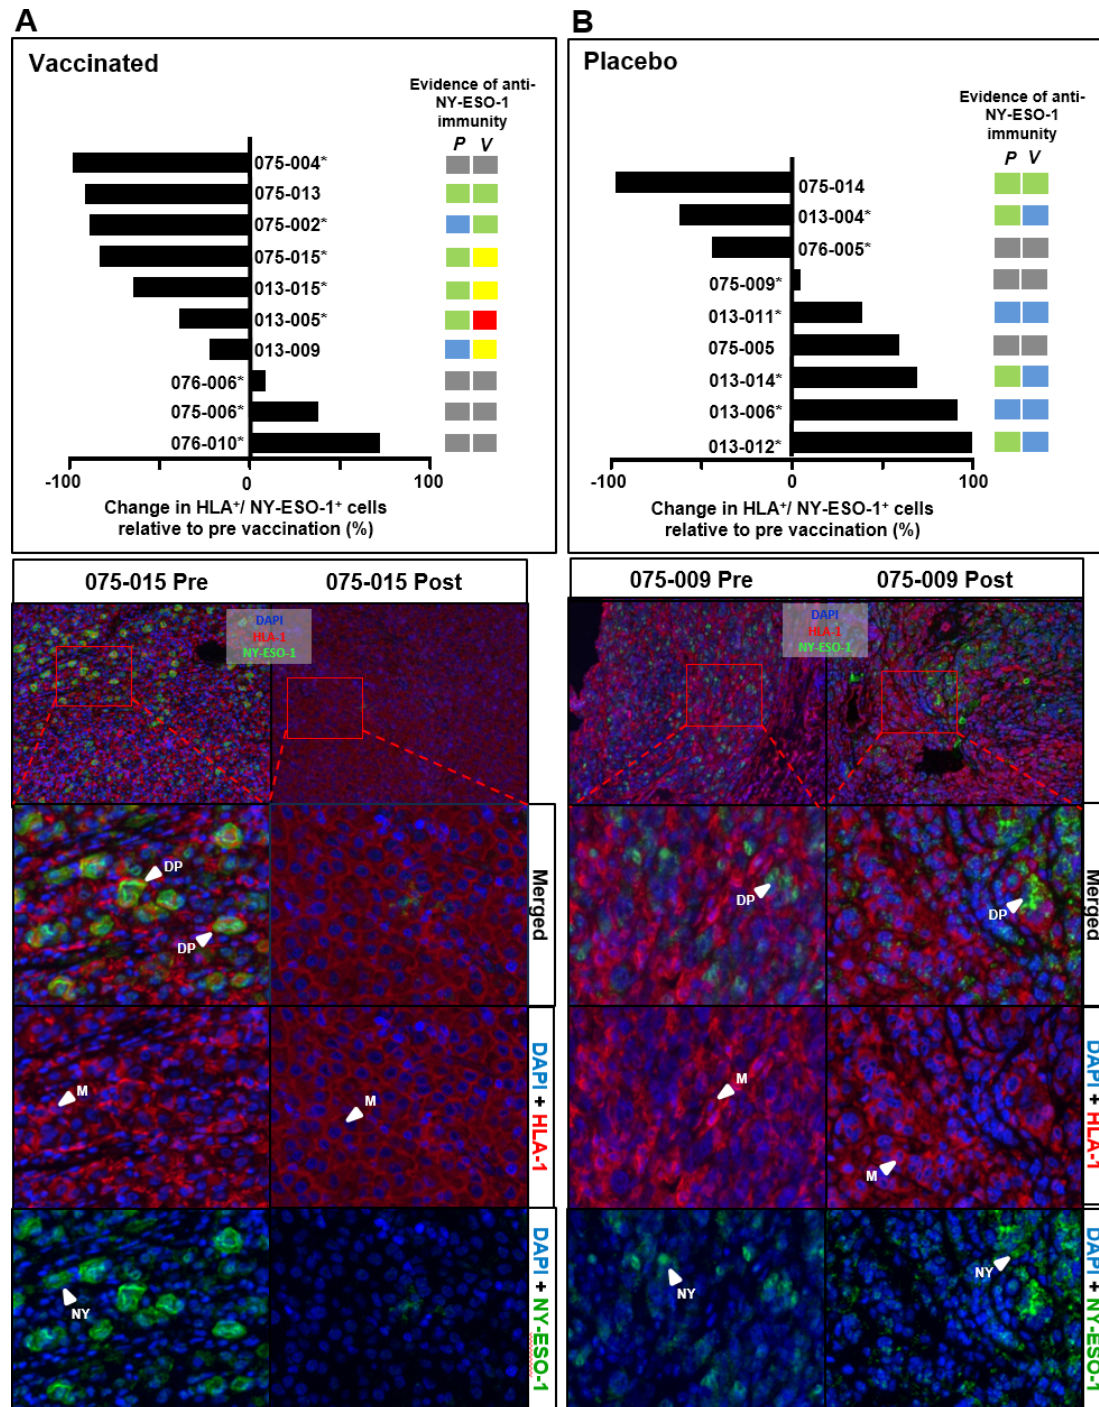 A
Vaccinated
Evidence of anti-
NY-ESO-1
immunity
P V
075-004*
075-013
075-002*
075-015*
013-015*
013-005*
013-009
076-006*
075-006*
076-010*
-100 0 100
Change in HLA⁺/ NY-ESO-1⁺ cells
relative to pre vaccination (%)
B
Placebo
Evidence of anti-
NY-ESO-1
immunity
P V
075-014
013-004*
076-005*
075-009*
013-011*
075-005
013-014*
013-006*
013-012*
-100 0 100
Change in HLA⁺/ NY-ESO-1⁺ cells
relative to pre vaccination (%)
075-015 Pre
075-015 Post
DAPI
HLA-1
NY-ESO-1
DP
DP
Merged
M
M
DAPI + HLA-1
NY
DAPI + NY-ESO-1
075-009 Pre
075-009 Post
DAPI
HLA-1
NY-ESO-1
DP
DP
Merged
M
M
DAPI + HLA-1
NY
NY
DAPI + NY-ESO-1